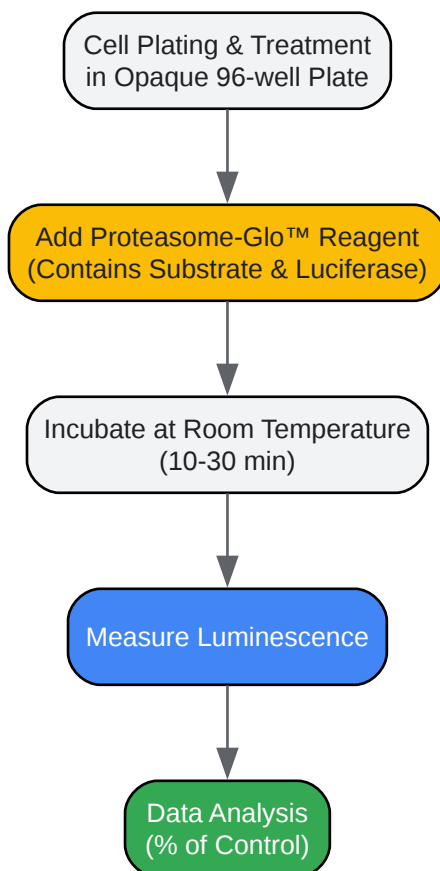 Cell Plating & Treatment
in Opaque 96-well Plate
Add Proteasome-Glo™ Reagent
(Contains Substrate & Luciferase)
Incubate at Room Temperature
(10-30 min)
Measure Luminescence
Data Analysis
(% of Control)